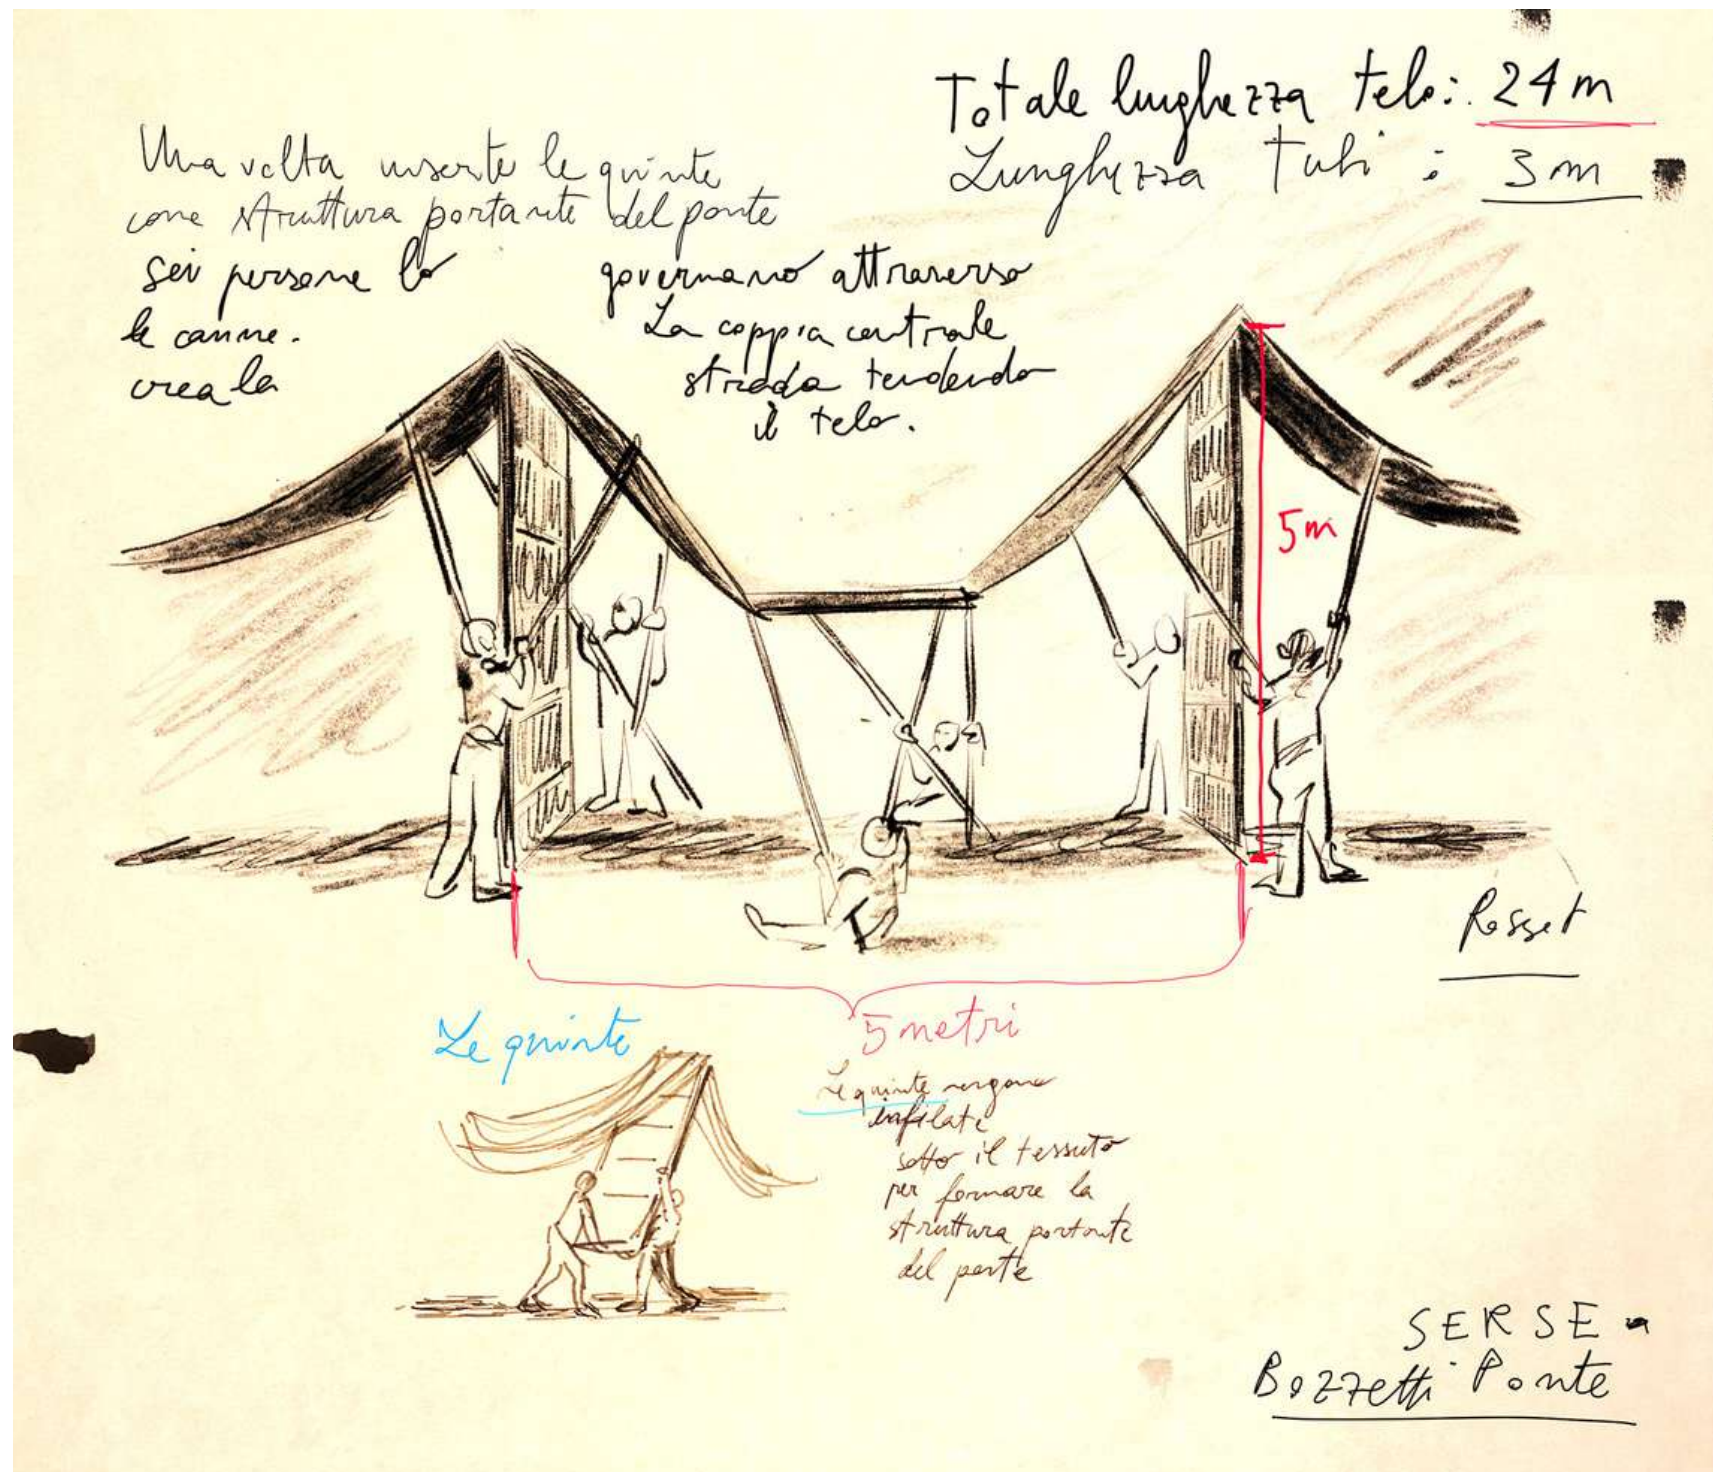 Totale lunghezza telo: 24 m
Lunghezza Tubi : 3 m
Una volta inserite le quinte
come struttura portante del ponte
sei persone lo governano attraverso
le canne. La coppia centrale
crea la strada tendendo
il telo.
5m
Rosset
5 metri
Le quinte
Le quinte vengono
infilate
sotto il tessuto
per formare la
struttura portante
del ponte
SERSE
Bozzetti Ponte